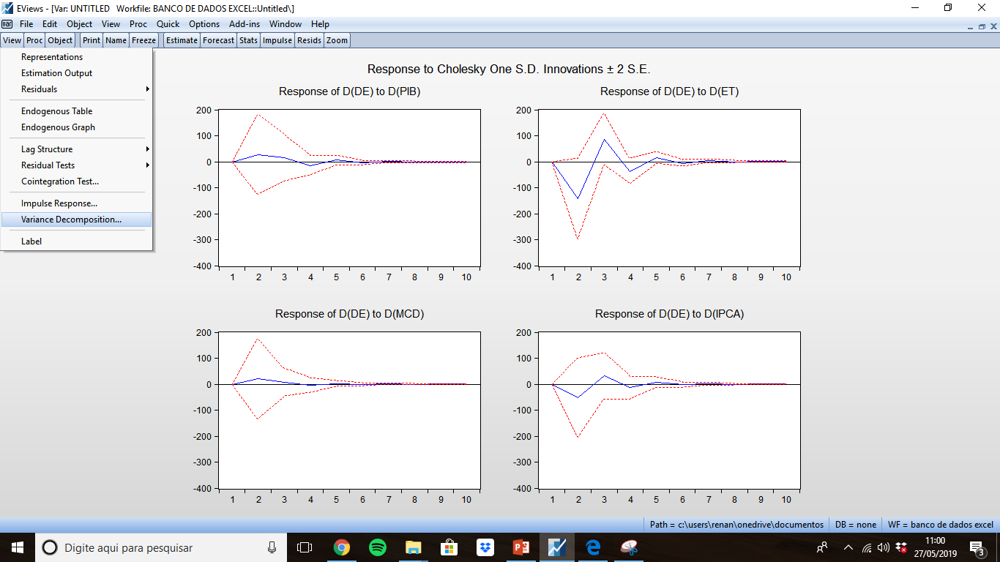 EViews - [Var: UNTITLED   Workfile: BANCO DE DADOS EXCEL::Untitled\]
var File Edit Object View Proc Quick Options Add-ins Window Help
View Proc Object Print Name Freeze Estimate Forecast Stats Impulse Resids Zoom
Representations
Estimation Output
Residuals
Endogenous Table
Endogenous Graph
Lag Structure
Residual Tests
Cointegration Test...
Impulse Response...
Variance Decomposition...
Label
Response to Cholesky One S.D. Innovations ± 2 S.E.
Response of D(DE) to D(PIB)
200
100
0
-100
-200
-300
-400
1 2 3 4 5 6 7 8 9 10
Response of D(DE) to D(ET)
200
100
0
-100
-200
-300
-400
1 2 3 4 5 6 7 8 9 10
Response of D(DE) to D(MCD)
200
100
0
-100
-200
-300
-400
1 2 3 4 5 6 7 8 9 10
Response of D(DE) to D(IPCA)
200
100
0
-100
-200
-300
-400
1 2 3 4 5 6 7 8 9 10
Path = c:\users\renan\onedrive\documentos DB = none WF = banco de dados excel
Digite aqui para pesquisar
11:00
27/05/2019
3